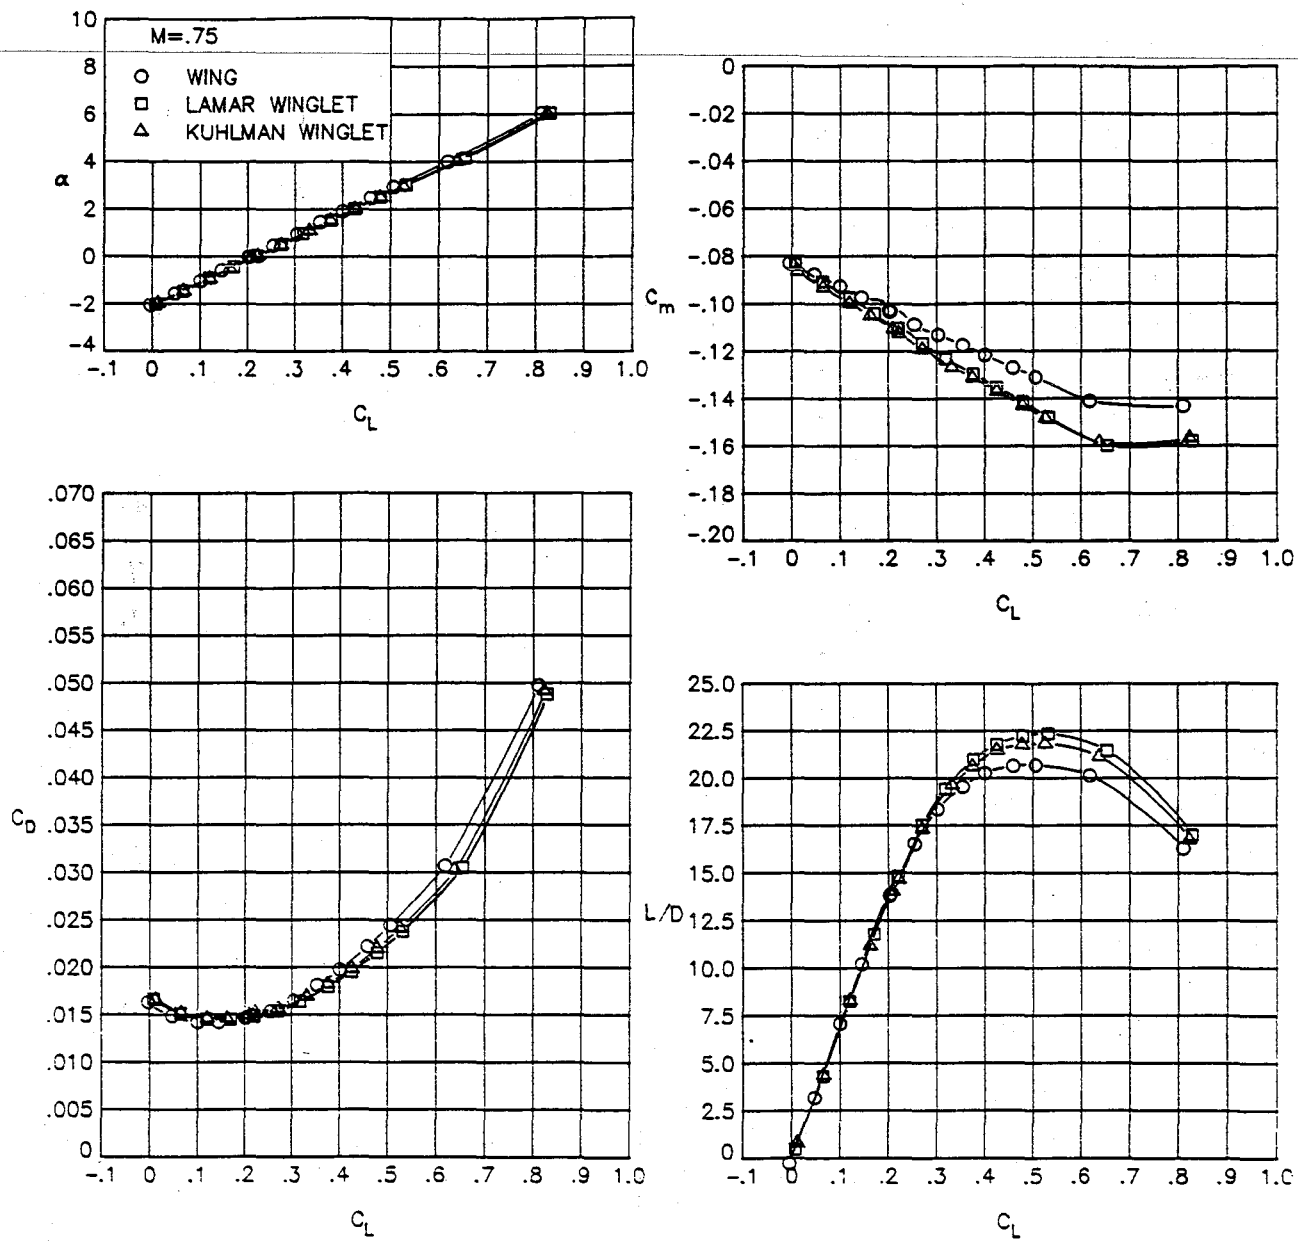 10
8
6
4
2
0
-2
-4
α
M=.75
WING
LAMAR WINGLET
KUHLMAN WINGLET
-.1 0 .1 .2 .3 .4 .5 .6 .7 .8 .9 1.0
C_L
0
-.02
-.04
-.06
-.08
-.10
-.12
-.14
-.16
-.18
-.20
C_m
-.1 0 .1 .2 .3 .4 .5 .6 .7 .8 .9 1.0
C_L
.070
.065
.060
.055
.050
.045
.040
.035
.030
.025
.020
.015
.010
.005
0
C_D
-.1 0 .1 .2 .3 .4 .5 .6 .7 .8 .9 1.0
C_L
25.0
22.5
20.0
17.5
15.0
12.5
10.0
7.5
5.0
2.5
0
L/D
-.1 0 .1 .2 .3 .4 .5 .6 .7 .8 .9 1.0
C_L